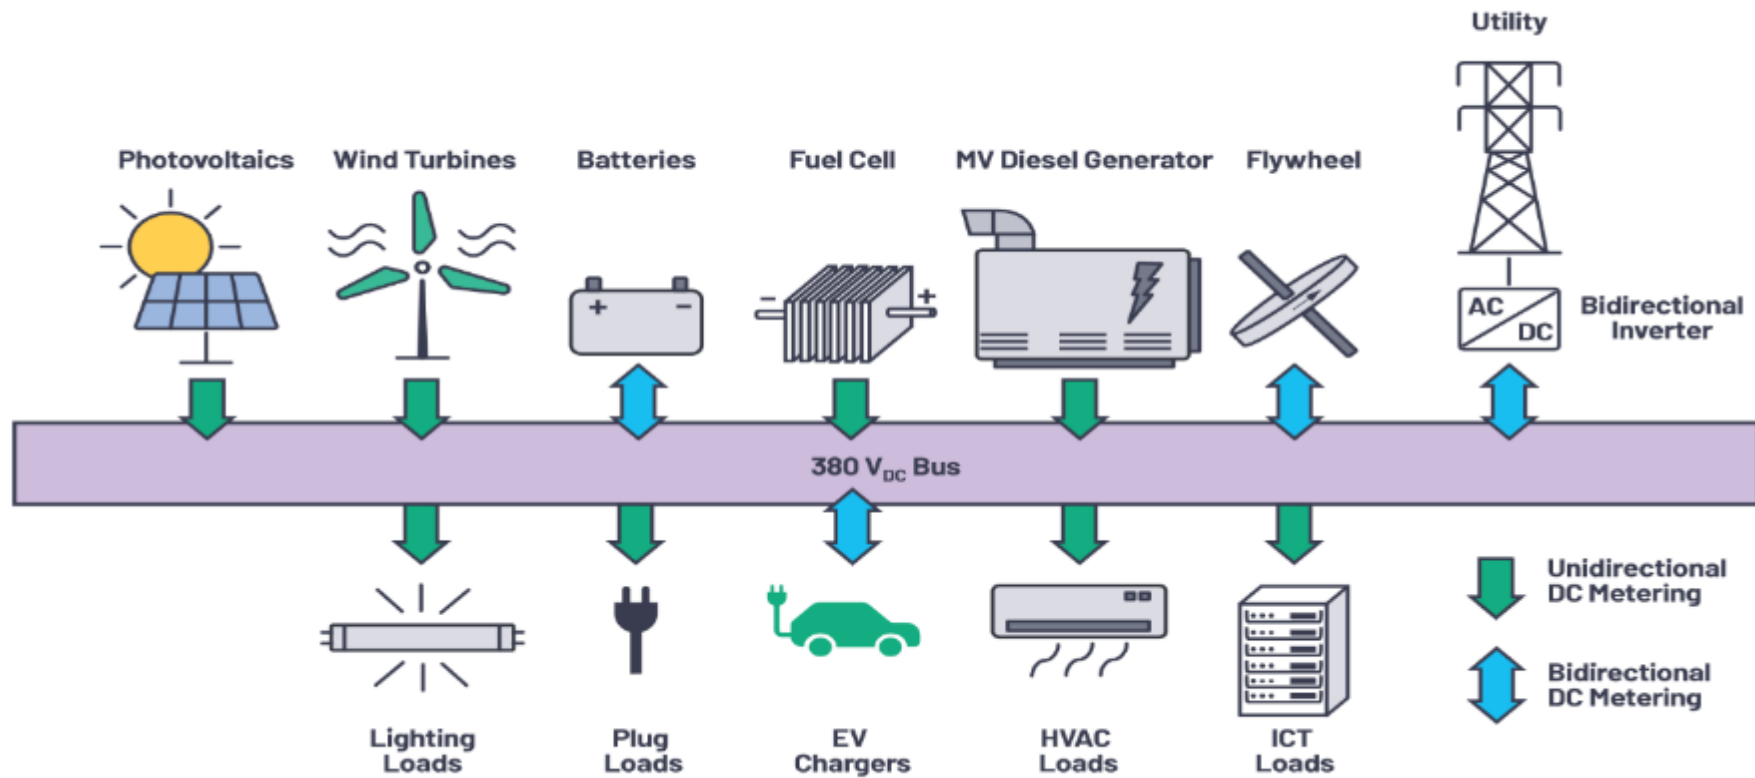 Utility
Photovoltaics
Wind Turbines
Batteries
Fuel Cell
MV Diesel Generator
Flywheel
+ −
− +
AC
DC
Bidirectional
Inverter
380 V_DC Bus
Unidirectional
DC Metering
Bidirectional
DC Metering
Lighting
Loads
Plug
Loads
EV
Chargers
HVAC
Loads
ICT
Loads